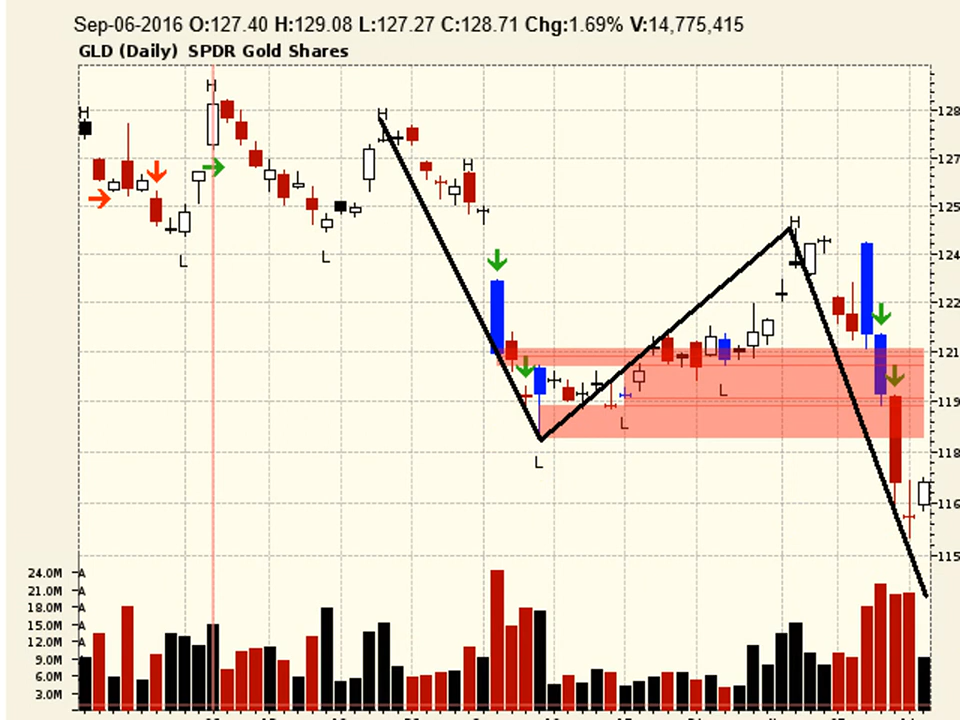 Sep-06-2016 O:127.40 H:129.08 L:127.27 C:128.71 Chg:1.69% V:14,775,415
GLD (Daily) SPDR Gold Shares
H
H
H
H
H
L
L
L
L
L
128
127
125
124
122
121
119
118
116
115
24.0M A
21.0M A
18.0M A
15.0M A
12.0M A
9.0M A
6.0M
3.0M